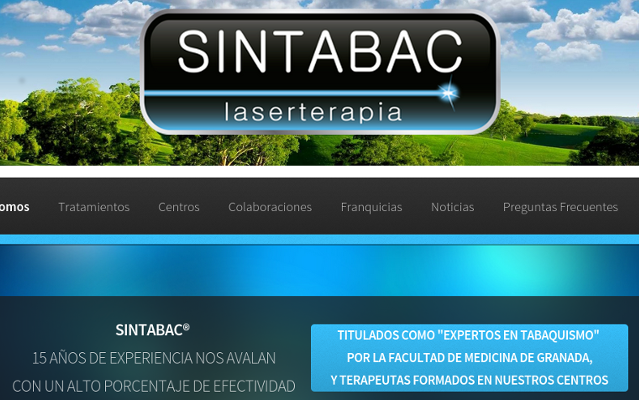 SINTABAC
laserterapia
omos Tratamientos Centros Colaboraciones Franquicias Noticias Preguntas Frecuentes
SINTABAC®
15 AÑOS DE EXPERIENCIA NOS AVALAN
CON UN ALTO PORCENTAJE DE EFECTIVIDAD
TITULADOS COMO "EXPERTOS EN TABAQUISMO"
POR LA FACULTAD DE MEDICINA DE GRANADA,
Y TERAPEUTAS FORMADOS EN NUESTROS CENTROS